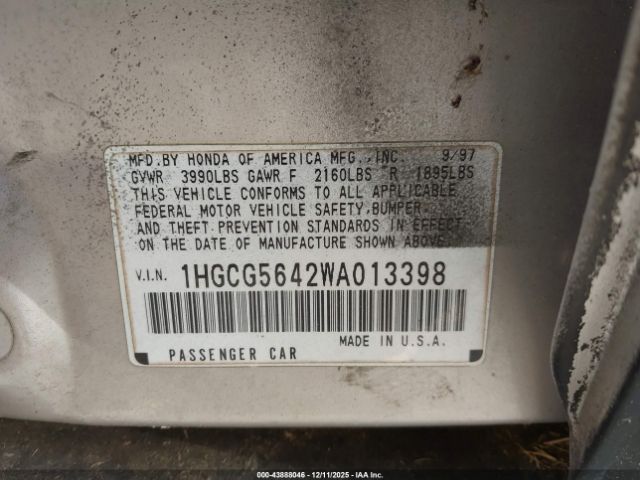 MFD. BY HONDA OF AMERICA MFG., INC. 9/97
GVWR 3990LBS GAWR F 2160LBS R 1895LBS
THIS VEHICLE CONFORMS TO ALL APPLICABLE
FEDERAL MOTOR VEHICLE SAFETY, BUMPER,
AND THEFT PREVENTION STANDARDS IN EFFECT
ON THE DATE OF MANUFACTURE SHOWN ABOVE.
V.I.N. 1HGCG5642WA013398
PASSENGER CAR MADE IN U.S.A.
000-43888046 - 12/11/2025 - IAA Inc.